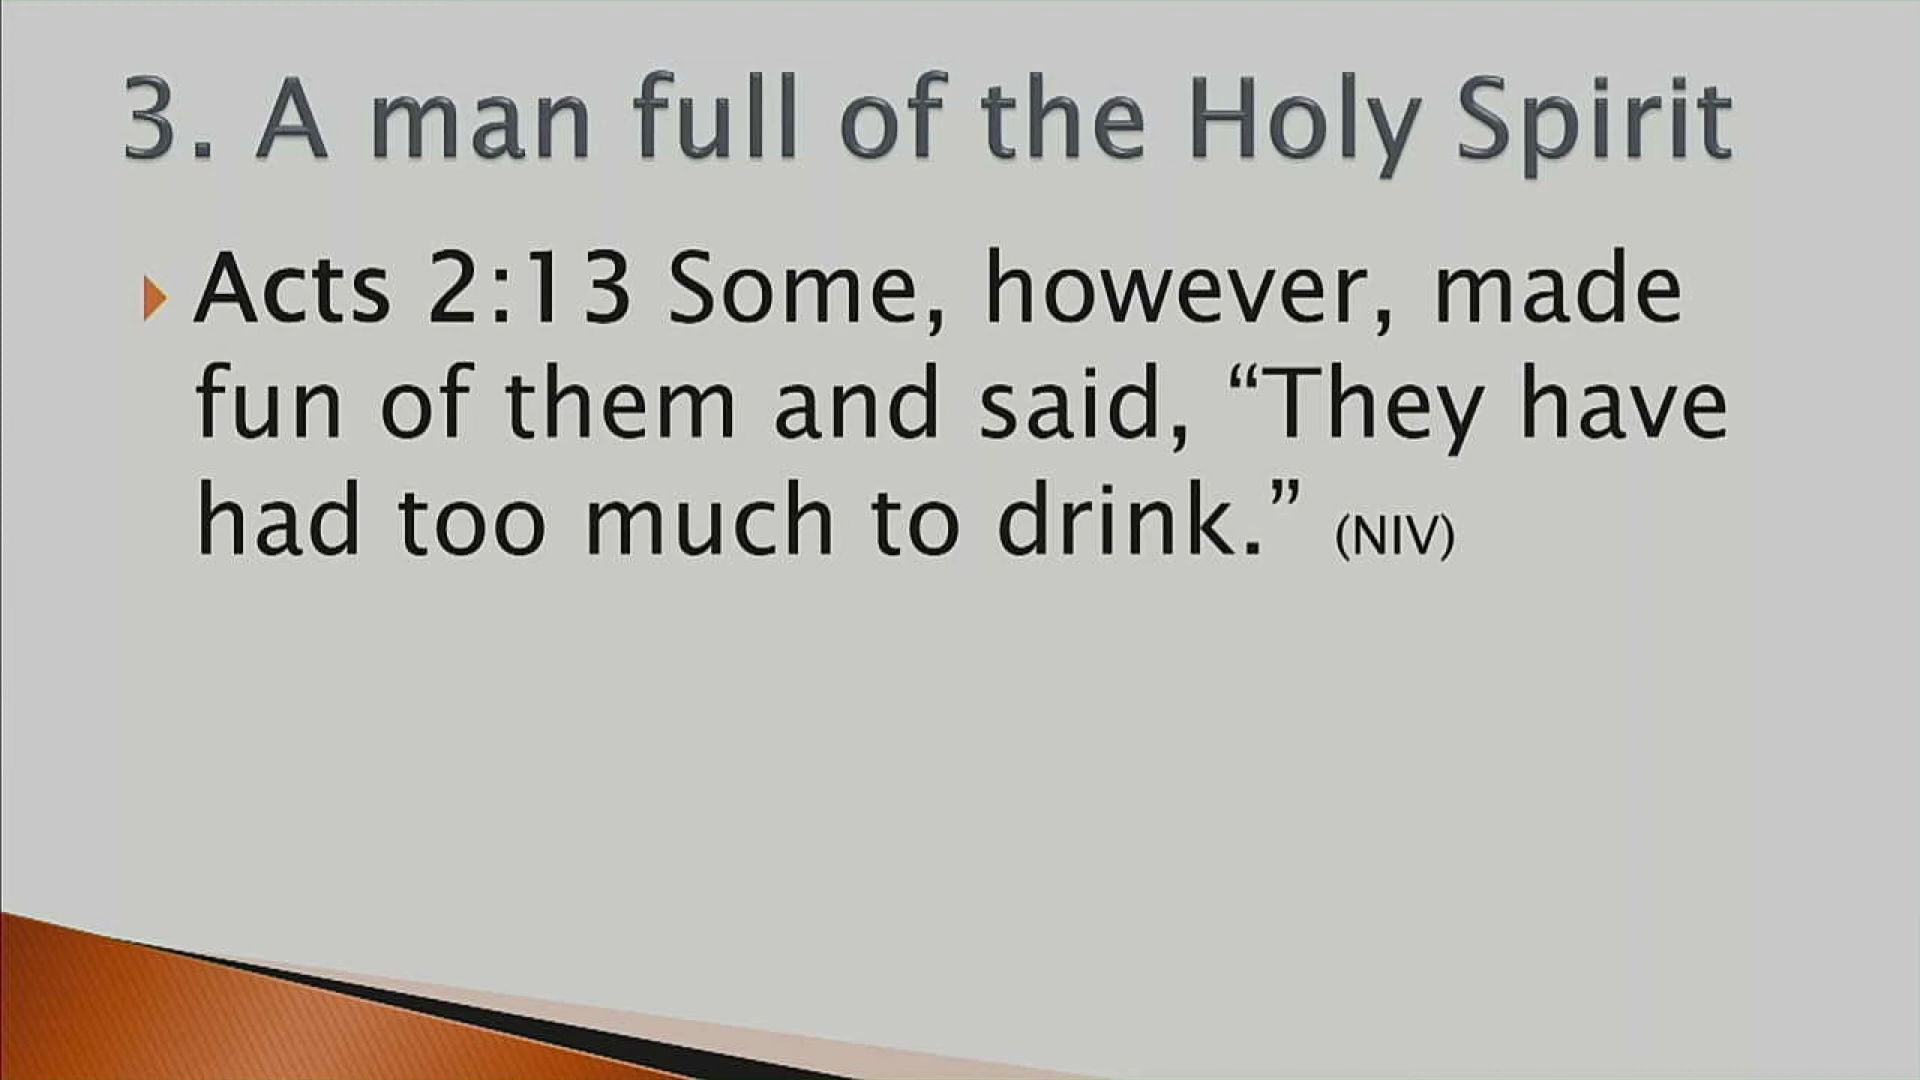 3. A man full of the Holy Spirit
Acts 2:13 Some, however, made
fun of them and said, “They have
had too much to drink.” (NIV)